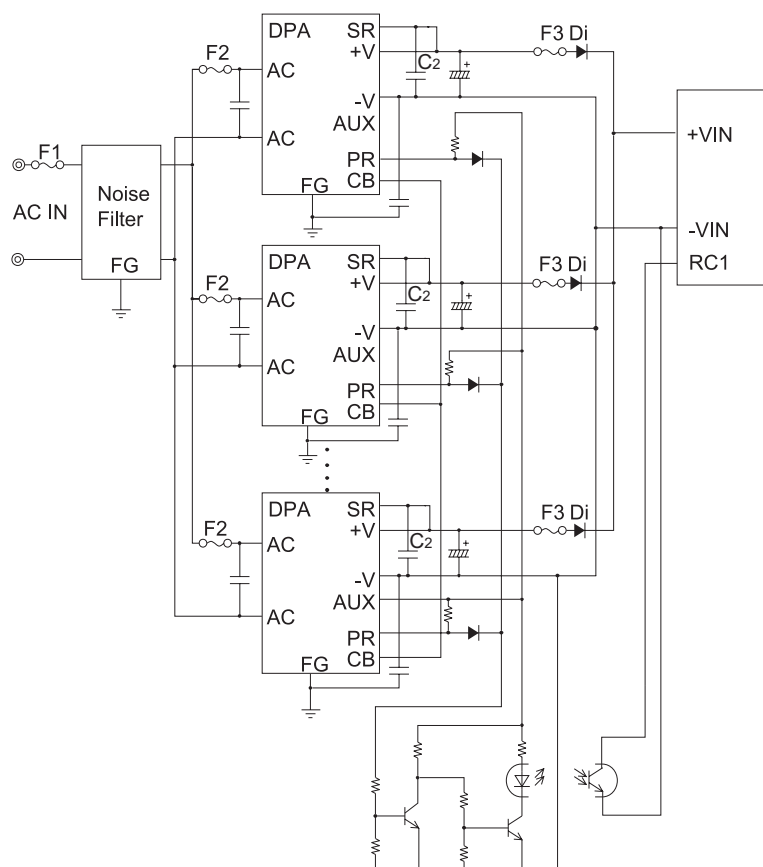 F1
AC IN
Noise
Filter
FG
F2
DPA
AC
AC
FG
SR
+V
-V
AUX
PR
CB
C2
F3 Di
F2
DPA
AC
AC
FG
SR
+V
-V
AUX
PR
CB
C2
F3 Di
F2
DPA
AC
AC
FG
SR
+V
-V
AUX
PR
CB
C2
F3 Di
+VIN
-VIN
RC1